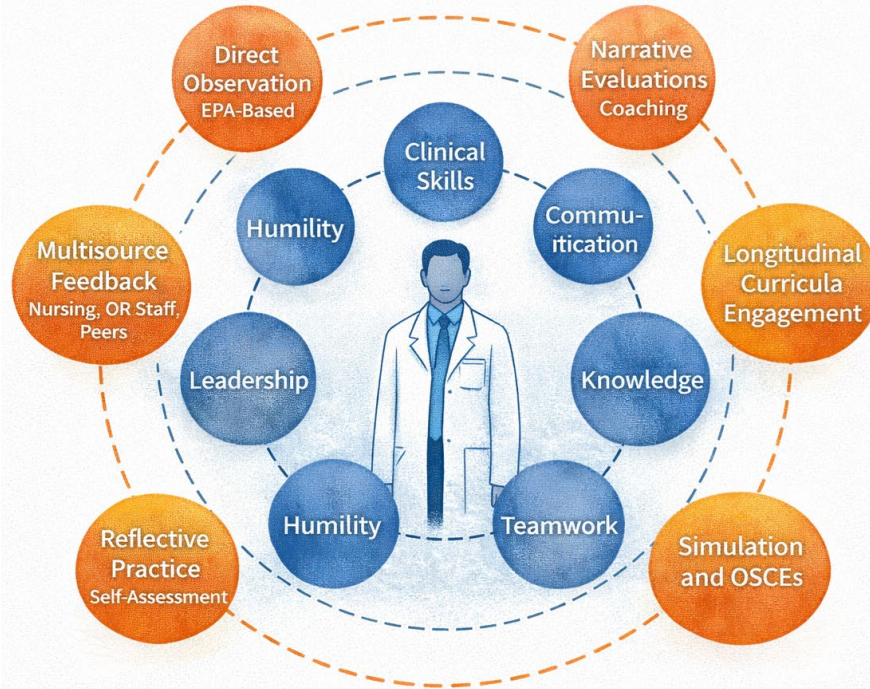 Direct
Observation
EPA-Based
Narrative
Evaluations
Coaching
Clinical
Skills
Humility
Commu-
ritication
Multisource
Feedback
Nursing, OR Staff,
Peers
Longitudinal
Curricula
Engagement
Leadership
Knowledge
Humility
Teamwork
Reflective
Practice
Self-Assessment
Simulation
and OSCEs